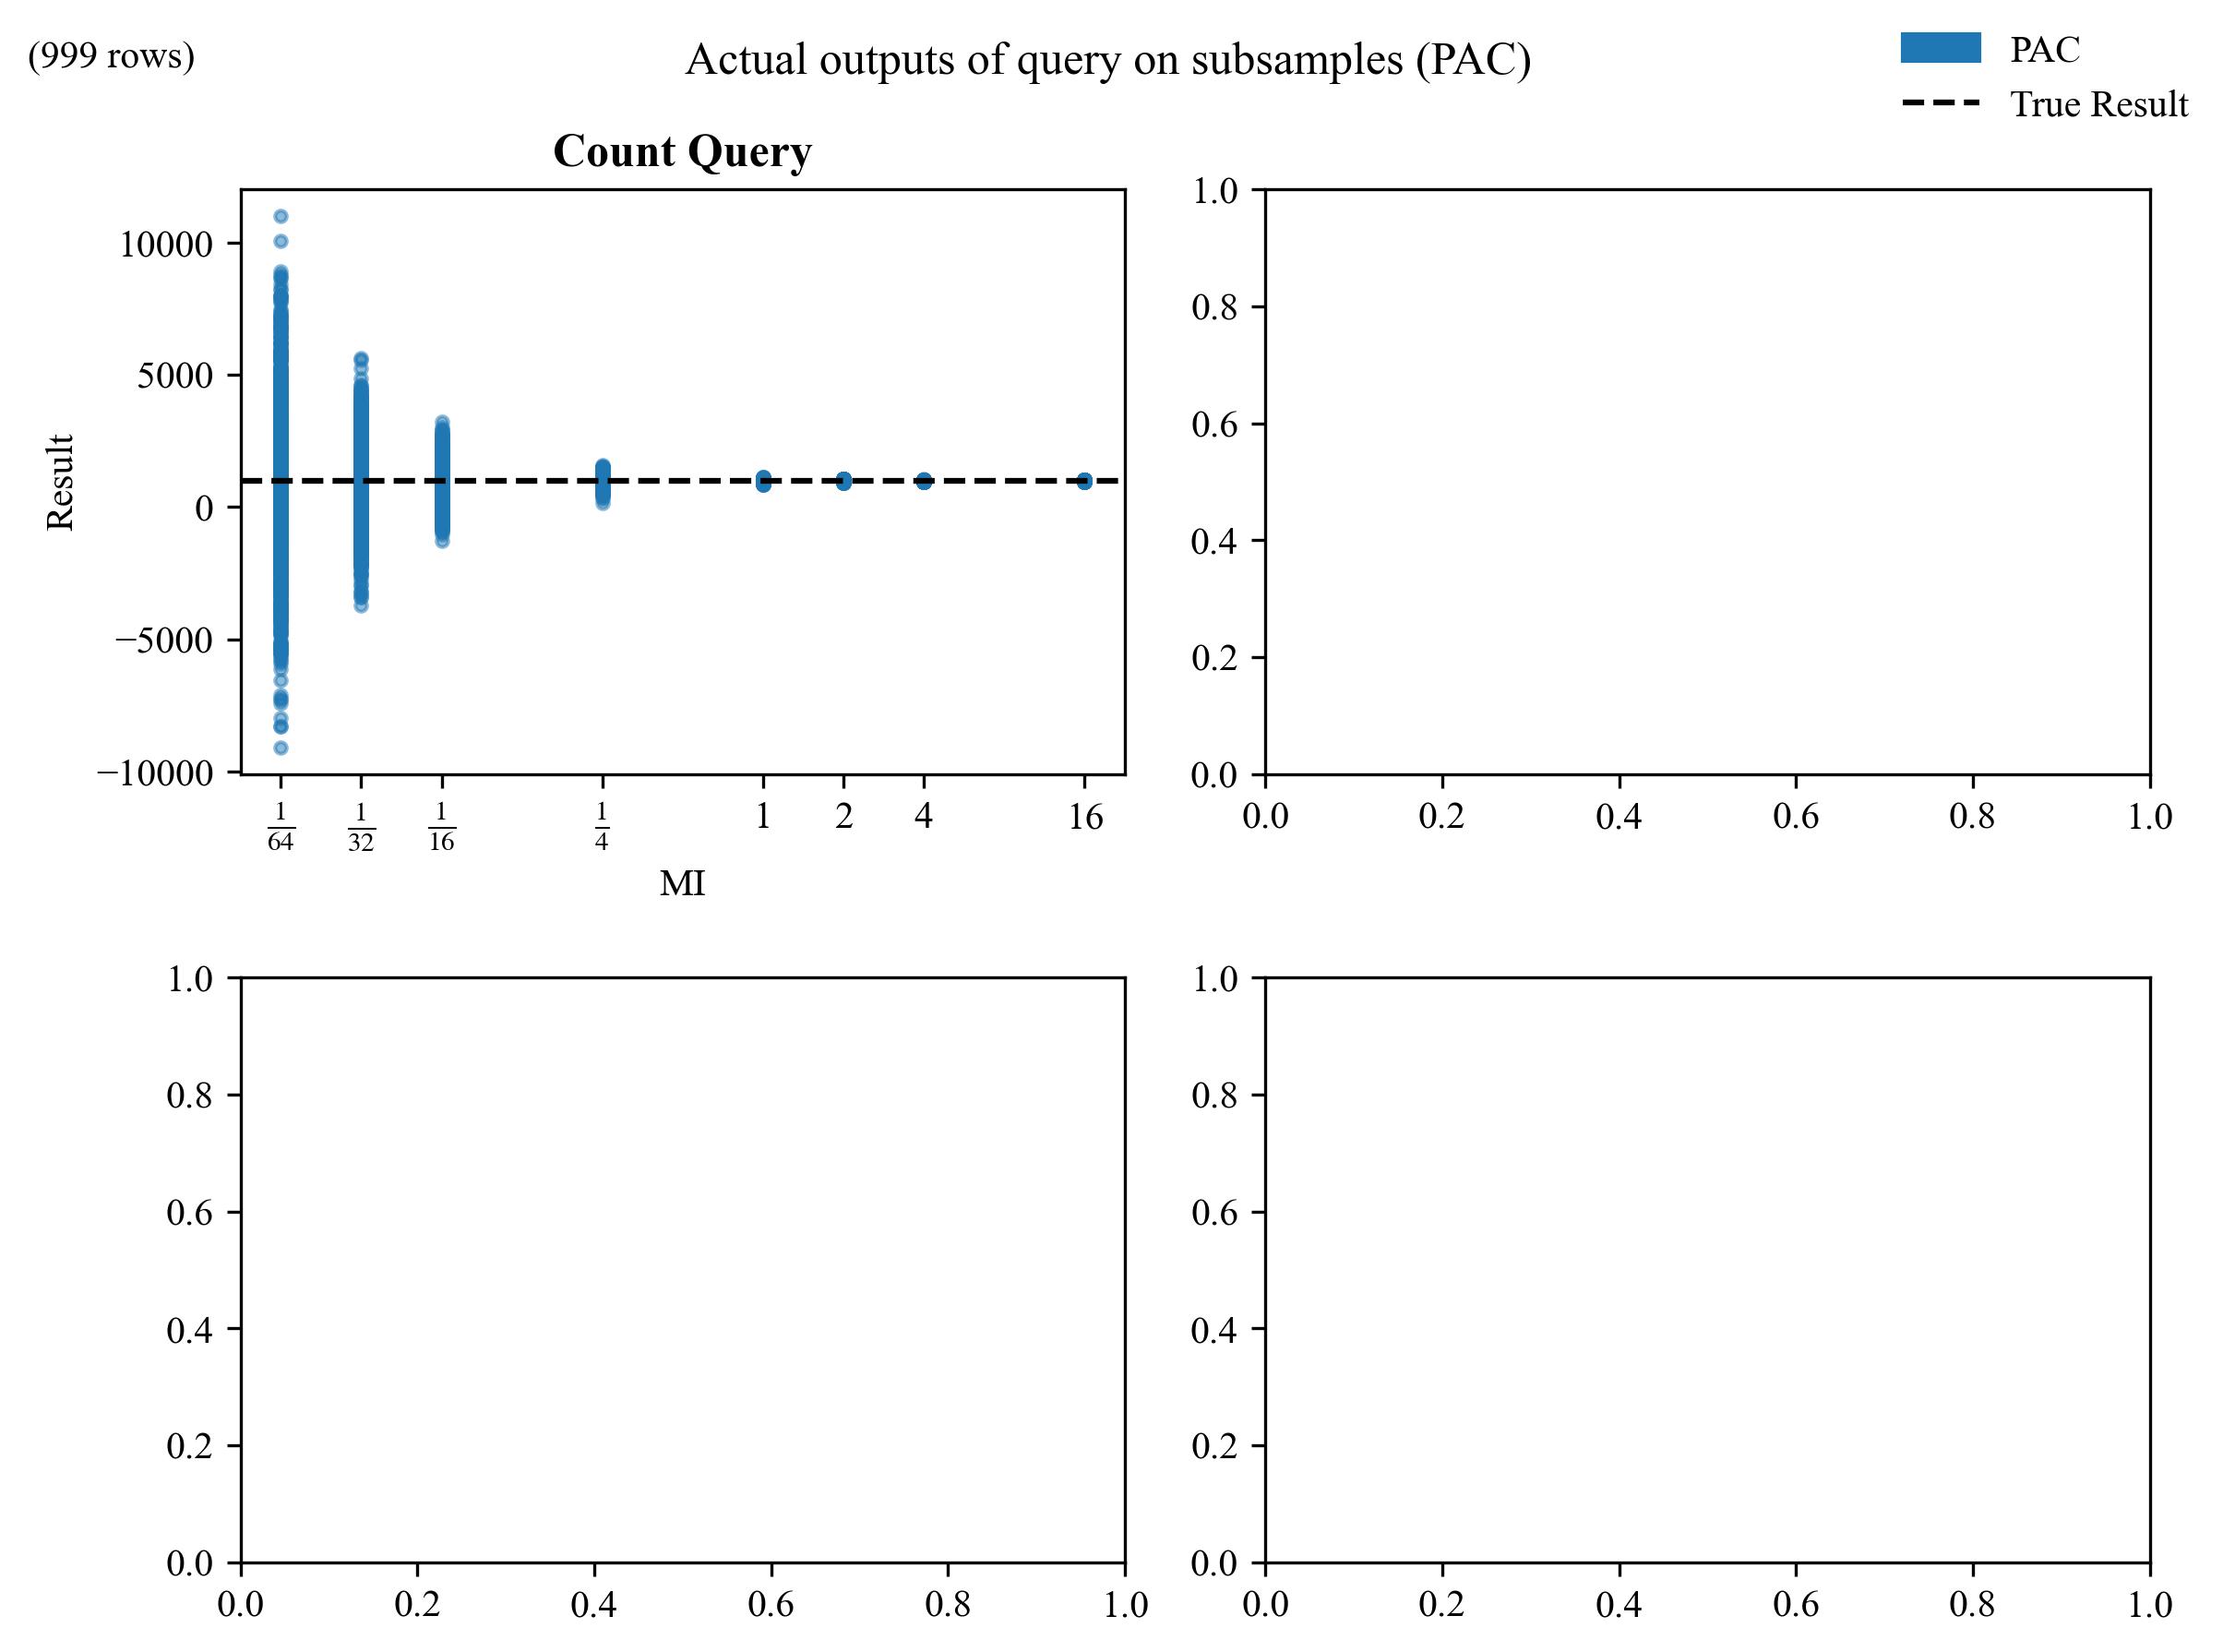 (999 rows)
Actual outputs of query on subsamples (PAC)
PAC
True Result
Count Query
Result
10000
5000
0
−5000
−10000
1/64 1/32 1/16 1/4 1 2 4 16
MI
1.0
0.8
0.6
0.4
0.2
0.0
0.0 0.2 0.4 0.6 0.8 1.0
1.0
0.8
0.6
0.4
0.2
0.0
0.0 0.2 0.4 0.6 0.8 1.0
1.0
0.8
0.6
0.4
0.2
0.0
0.0 0.2 0.4 0.6 0.8 1.0